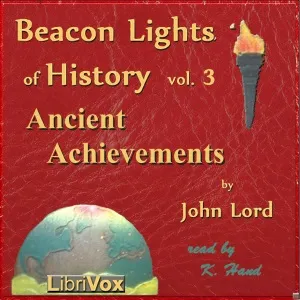 Beacon Lights
of History vol. 3
Ancient
Achievements
by
John Lord
read by
K. Hand
LibriVox